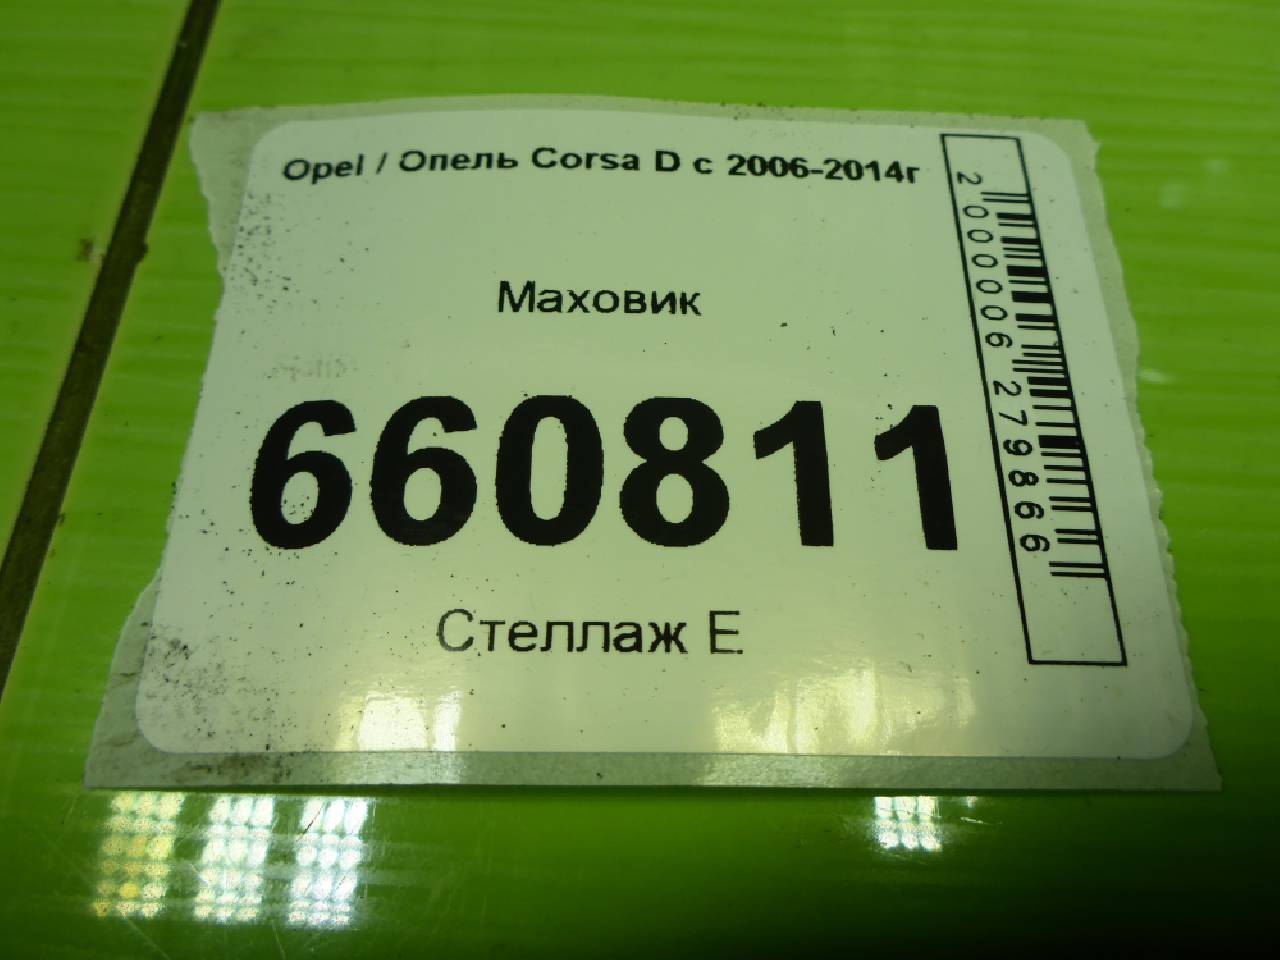 Opel / Опель Corsa D с 2006-2014г
Маховик
660811
Стеллаж Е
2000006279866